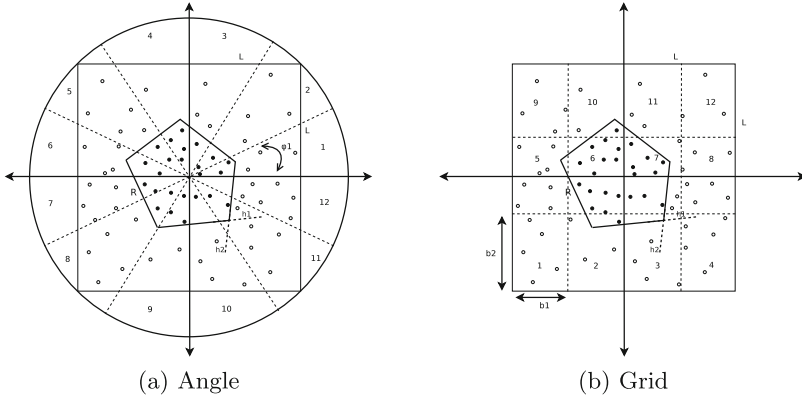 4 3
L
5 2
L
6 φ1 1
R
7 h1 12
h2
8 11
9 10
(a) Angle
L
9 10 11 12
L
5 6 7 8
R
h1
b2 h2
1 2 3 4
b1
(b) Grid